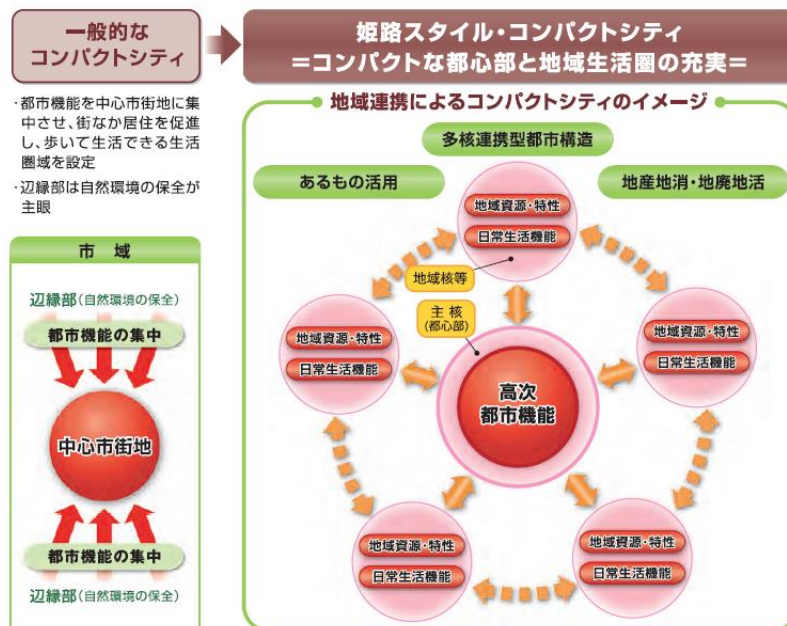 一般的な
コンパクトシティ
姫路スタイル・コンパクトシティ
＝コンパクトな都心部と地域生活圏の充実＝
・都市機能を中心市街地に集
中させ、街なか居住を促進
し、歩いて生活できる生活
圏域を設定
・辺縁部は自然環境の保全が
主眼
市 域
辺縁部(自然環境の保全)
都市機能の集中
中心市街地
都市機能の集中
辺縁部(自然環境の保全)
地域連携によるコンパクトシティのイメージ
多核連携型都市構造
あるもの活用
地産地消・地廃地活
地域資源・特性
日常生活機能
地域核等
主 核
(都心部)
高次
都市機能
地域資源・特性
日常生活機能
地域資源・特性
日常生活機能
地域資源・特性
日常生活機能
地域資源・特性
日常生活機能